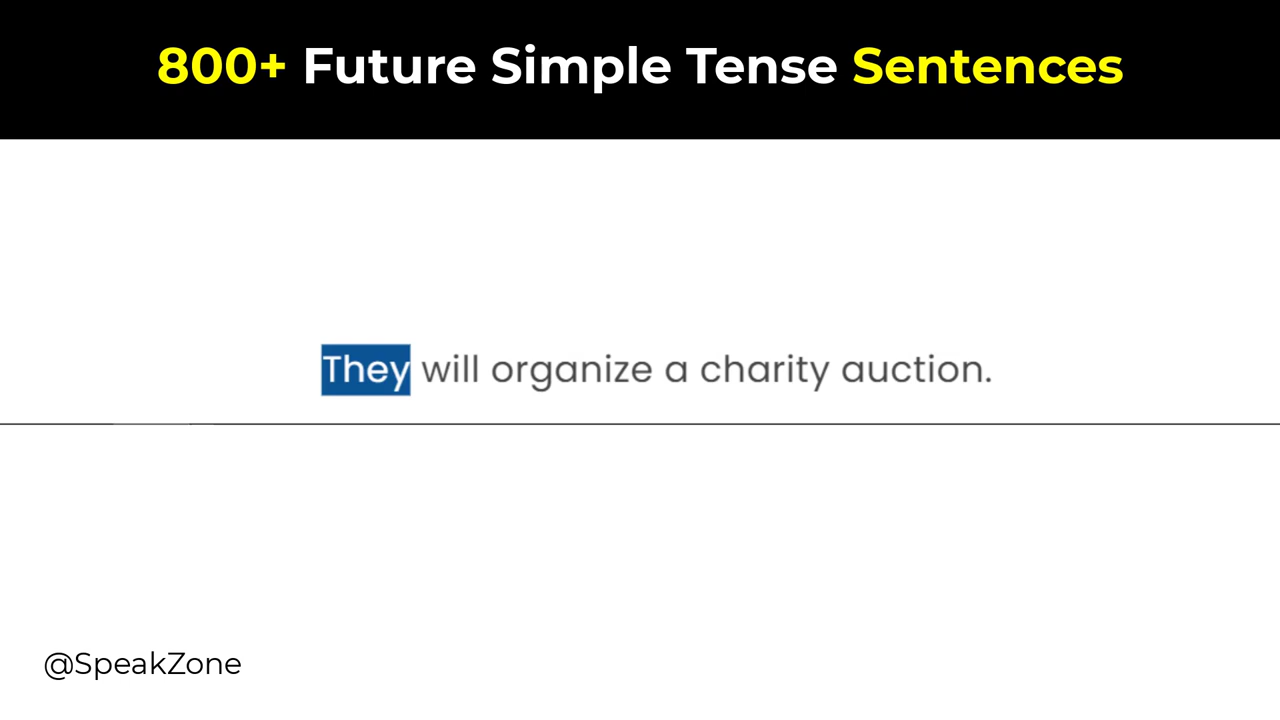 800+ Future Simple Tense Sentences
They will organize a charity auction.
@SpeakZone